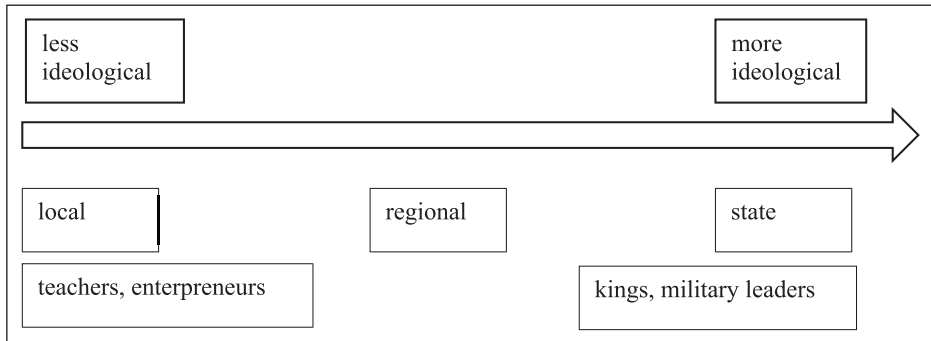 less
ideological
more
ideological
local
regional
state
teachers, enterpreneurs
kings, military leaders